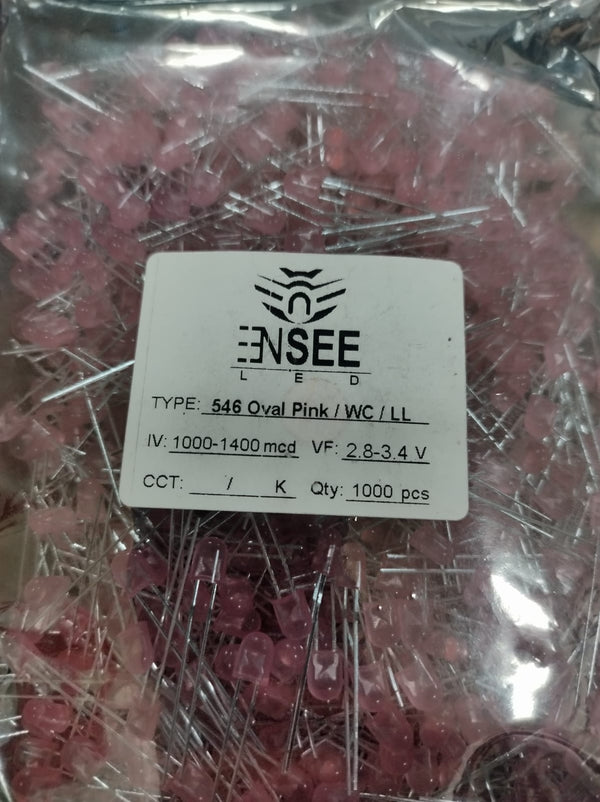 ENSEE
LED
TYPE: 546 Oval Pink / WC / LL
IV: 1000-1400 mcd VF: 2.8-3.4 V
CCT: / K Qty: 1000 pcs